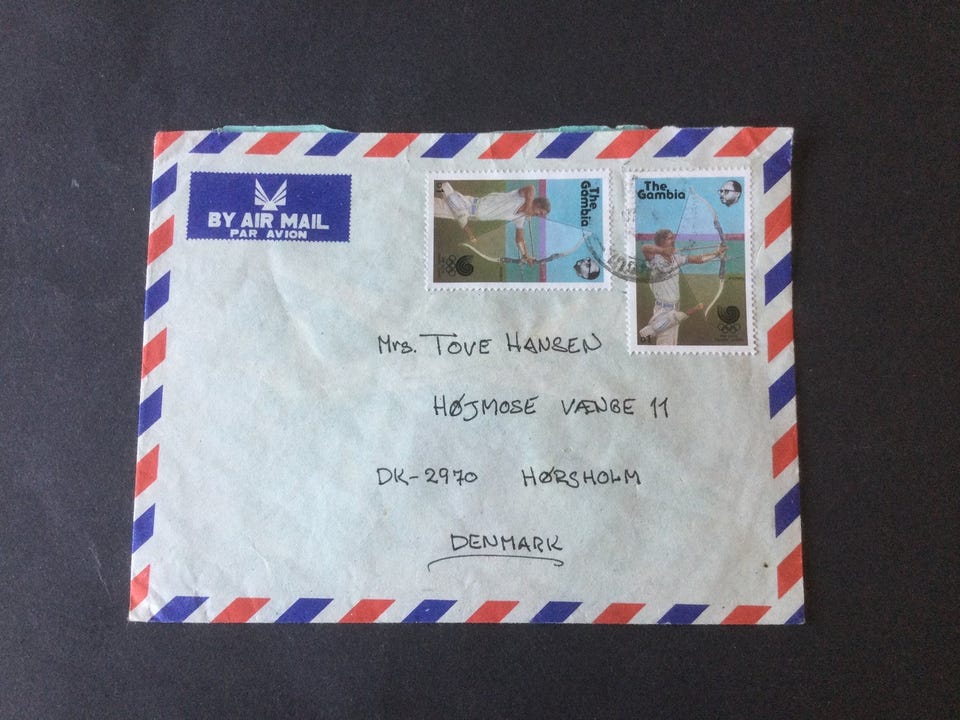 BY AIR MAIL
PAR AVION
The
Gambia
The
Gambia
Mrs. TOVE HANSEN
HØJMOSE VÆNGE 11
DK-2970 HØRSHOLM
DENMARK